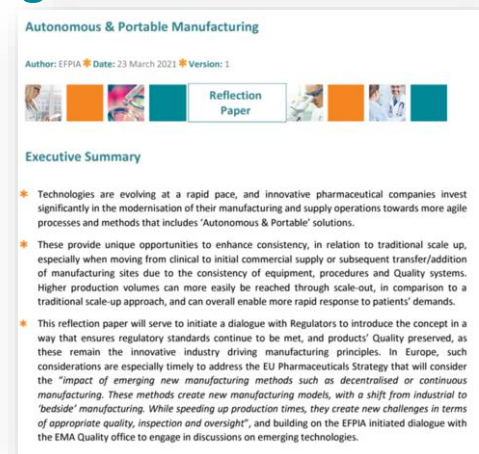 Autonomous & Portable Manufacturing
Author: EFPIA * Date: 23 March 2021 * Version: 1
Reflection
Paper
Executive Summary
* Technologies are evolving at a rapid pace, and innovative pharmaceutical companies invest
significantly in the modernisation of their manufacturing and supply operations towards more agile
processes and methods that includes ‘Autonomous & Portable’ solutions.
* These provide unique opportunities to enhance consistency, in relation to traditional scale up,
especially when moving from clinical to initial commercial supply or subsequent transfer/addition
of manufacturing sites due to the consistency of equipment, procedures and Quality systems.
Higher production volumes can more easily be reached through scale-out, in comparison to a
traditional scale-up approach, and can overall enable more rapid response to patients’ demands.
* This reflection paper will serve to initiate a dialogue with Regulators to introduce the concept in a
way that ensures regulatory standards continue to be met, and products’ Quality preserved, as
these remain the innovative industry driving manufacturing principles. In Europe, such
considerations are especially timely to address the EU Pharmaceuticals Strategy that will consider
the “impact of emerging new manufacturing methods such as decentralised or continuous
manufacturing. These methods create new manufacturing models, with a shift from industrial to
‘bedside’ manufacturing. While speeding up production times, they create new challenges in terms
of appropriate quality, inspection and oversight”, and building on the EFPIA initiated dialogue with
the EMA Quality office to engage in discussions on emerging technologies.